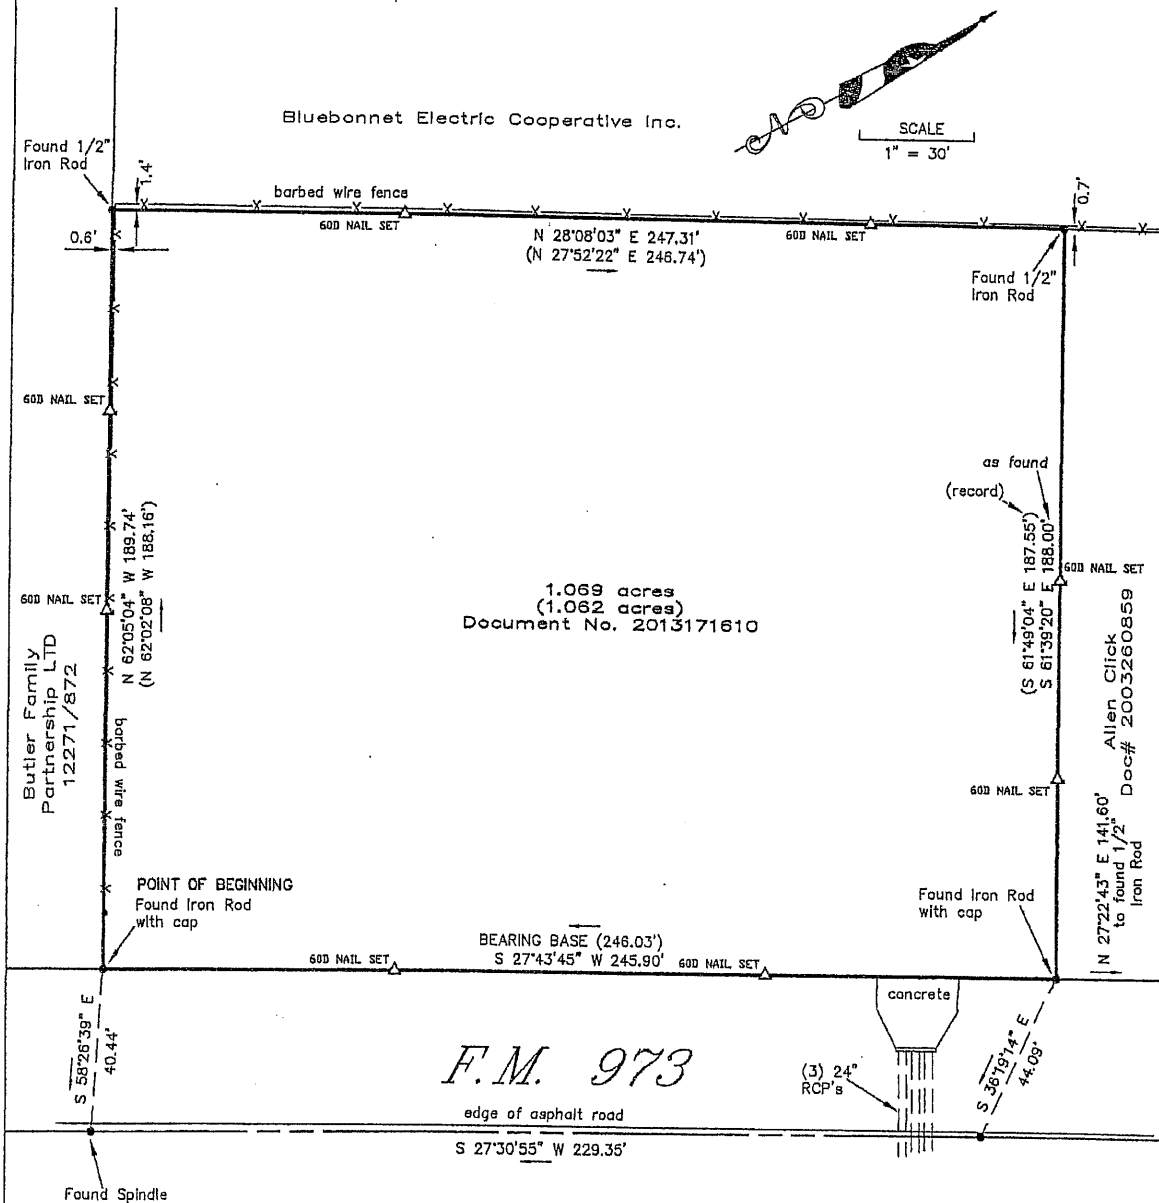 Bluebonnet Electric Cooperative Inc.
N
SCALE
1" = 30'
Found 1/2"
Iron Rod
1.4'
barbed wire fence
0.7'
0.6'
60D NAIL SET
N 28°08'03" E 247.31'
(N 27°52'22" E 246.74')
60D NAIL SET
Found 1/2"
Iron Rod
60D NAIL SET
as found
(record)
N 62°05'04" W 189.74'
(N 62°02'08" W 188.16')
(S 61°49'04" E 187.55')
S 61°39'20" E 188.00'
60D NAIL SET
60D NAIL SET
1.069 acres
(1.062 acres)
Document No. 2013171610
Butler Family
Partnership LTD
12271/872
barbed wire fence
Allen Click
Doc# 2003260859
60D NAIL SET
N 27°22'43" E 141.60'
to found 1/2"
Iron Rod
POINT OF BEGINNING
Found Iron Rod
with cap
Found Iron Rod
with cap
BEARING BASE (246.03')
S 27°43'45" W 245.90'
60D NAIL SET
60D NAIL SET
concrete
S 58°26'39" E
40.44'
F.M. 973
(3) 24"
RCP's
S 36°19'14" E
44.09'
edge of asphalt road
S 27°30'55" W 229.35'
Found Spindle